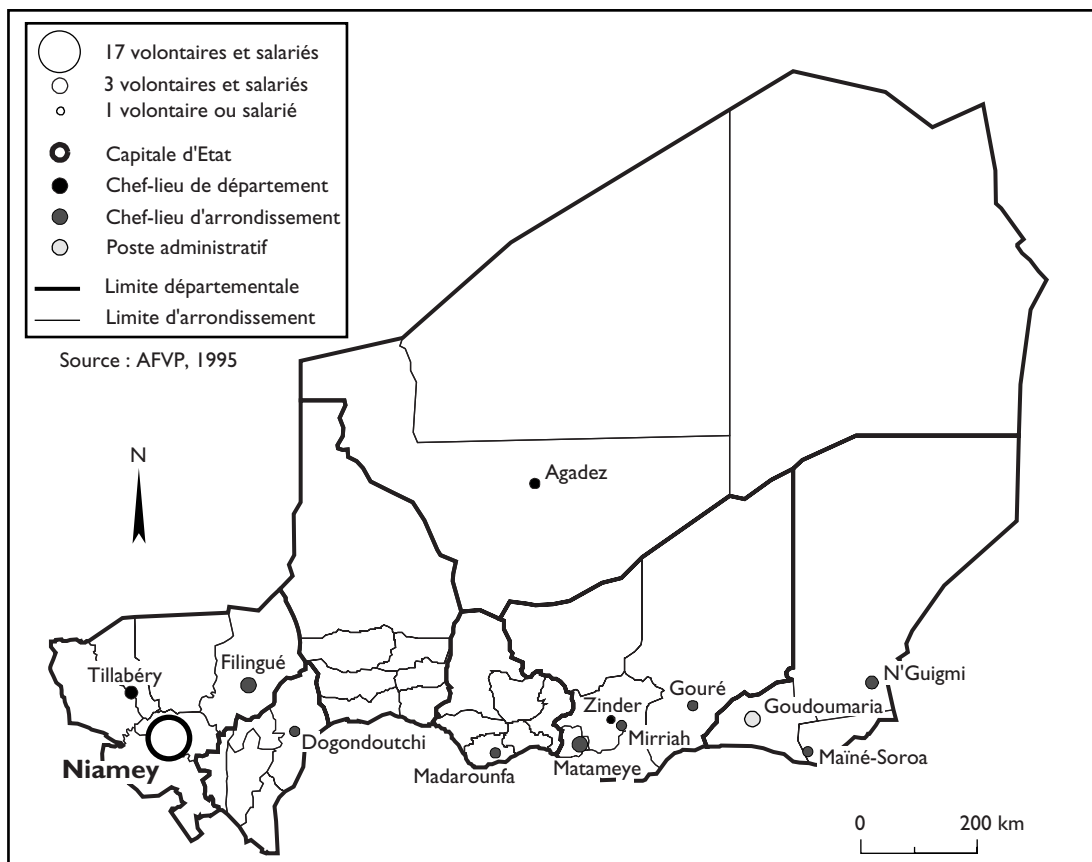 17 volontaires et salariés
3 volontaires et salariés
1 volontaire ou salarié
Capitale d'Etat
Chef-lieu de département
Chef-lieu d'arrondissement
Poste administratif
Limite départementale
Limite d'arrondissement
Source : AFVP, 1995
N
Agadez
Tillabéry
Filingué
N'Guigmi
Gouré
Goudoumaria
Zinder
Mirriah
Dogondoutchi
Niamey
Madarounfa
Matameye
Maïné-Soroa
0 200 km